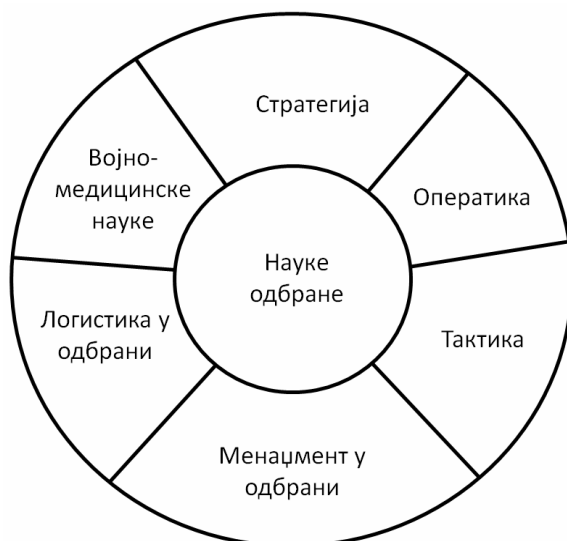 Стратегија
Оператика
Тактика
Менаџмент у
одбрани
Логистика у
одбрани
Војно-
медицинске
науке
Науке
одбране